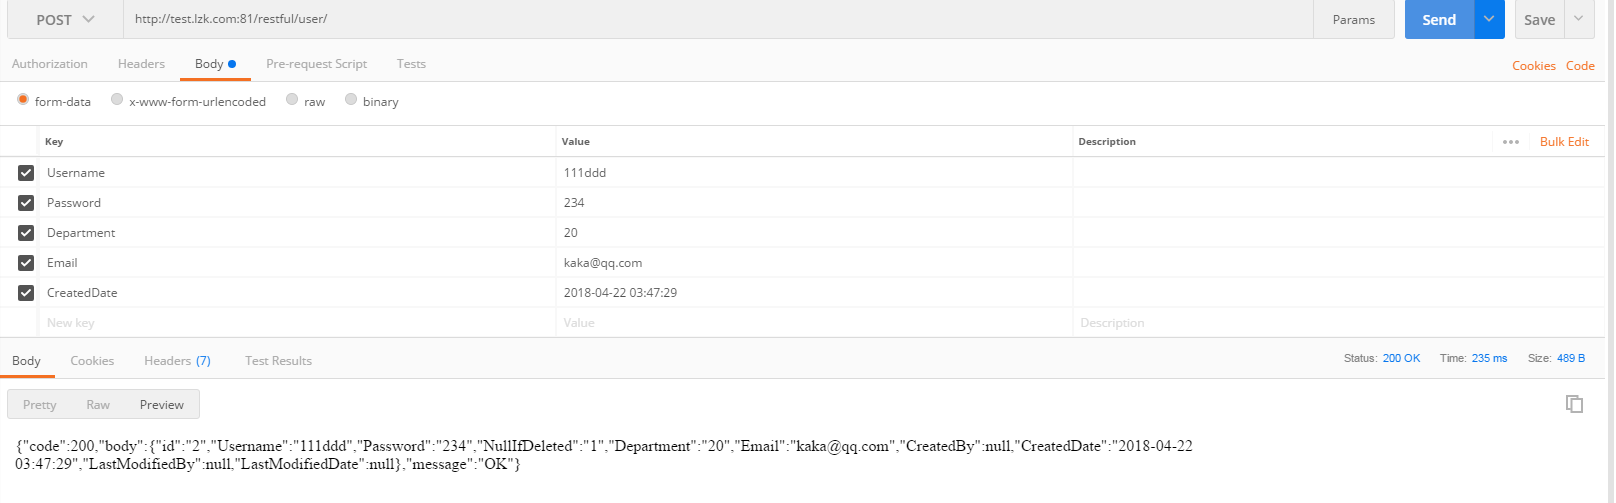 POST http://test.lzk.com:81/restful/user/ Params Send Save
Authorization Headers Body Pre-request Script Tests Cookies Code
form-data x-www-form-urlencoded raw binary
Key Value Description ••• Bulk Edit
Username 111ddd
Password 234
Department 20
Email kaka@qq.com
CreatedDate 2018-04-22 03:47:29
New key Value Description
Body Cookies Headers (7) Test Results Status: 200 OK Time: 235 ms Size: 489 B
Pretty Raw Preview
{"code":200,"body":{"id":"2","Username":"111ddd","Password":"234","NullIfDeleted":"1","Department":"20","Email":"kaka@qq.com","CreatedBy":null,"CreatedDate":"2018-04-22
03:47:29","LastModifiedBy":null,"LastModifiedDate":null},"message":"OK"}